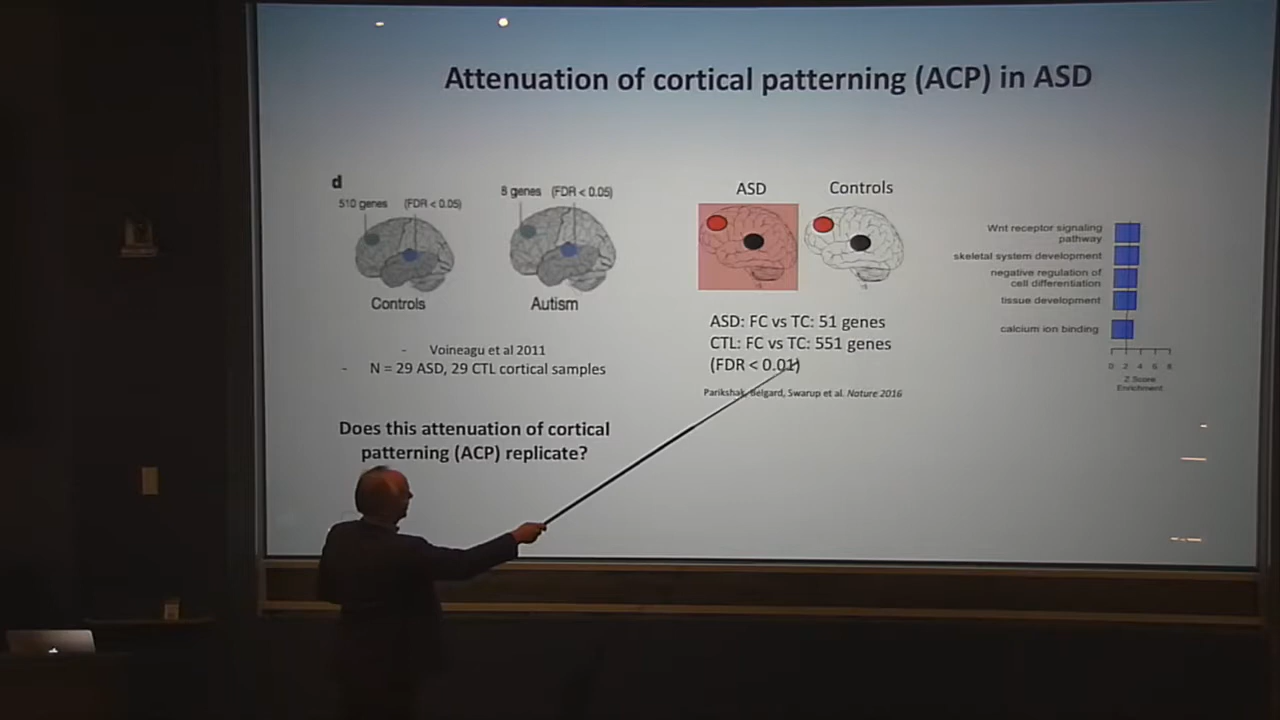 Attenuation of cortical patterning (ACP) in ASD
d
510 genes (FDR < 0.05)
8 genes (FDR < 0.05)
Controls
Autism
- Voineagu et al 2011
- N = 29 ASD, 29 CTL cortical samples
Does this attenuation of cortical
patterning (ACP) replicate?
ASD
Controls
ASD: FC vs TC: 51 genes
CTL: FC vs TC: 551 genes
(FDR < 0.01)
Parikshak, Belgard, Swarup et al. Nature 2016
Wnt receptor signaling
pathway
skeletal system development
negative regulation of
cell differentiation
tissue development
calcium ion binding
0 2 4 6 8
Z Score
Enrichment